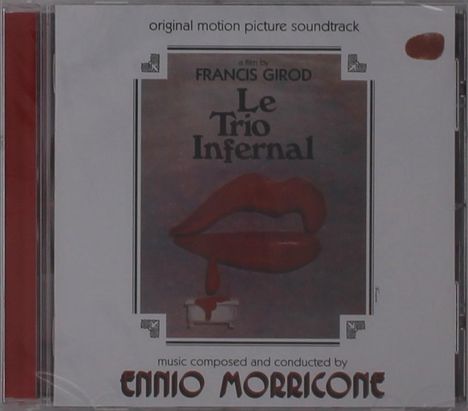 original motion picture soundtrack
a film by
FRANCIS GIROD
Le
Trio
Infernal
music composed and conducted by
ENNIO MORRICONE